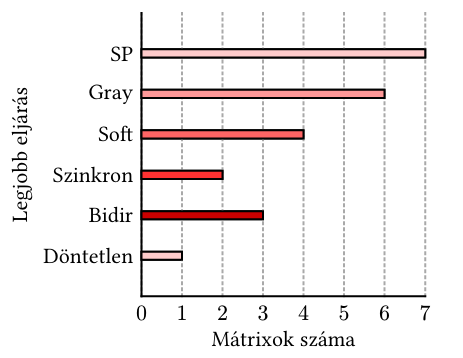 Legjobb eljárás
SP
Gray
Soft
Szinkron
Bidir
Döntetlen
0 1 2 3 4 5 6 7
Mátrixok száma